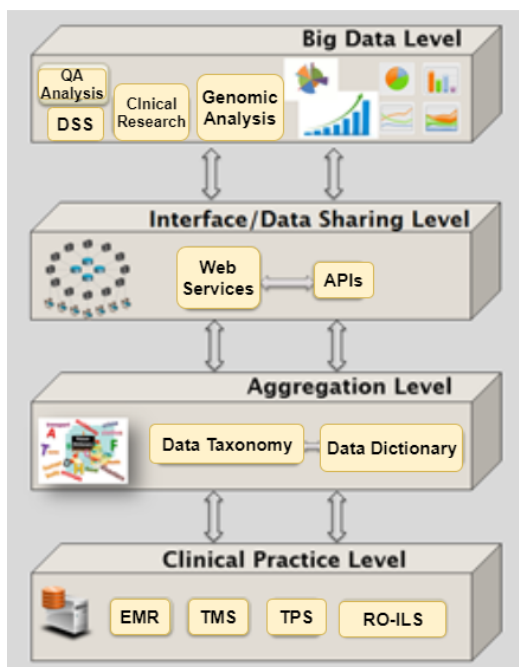 Big Data Level
QA
Analysis
DSS
Clnical
Research
Genomic
Analysis
Interface/Data Sharing Level
Web
Services
APIs
Aggregation Level
Data Taxonomy
Data Dictionary
Clinical Practice Level
EMR
TMS
TPS
RO-ILS